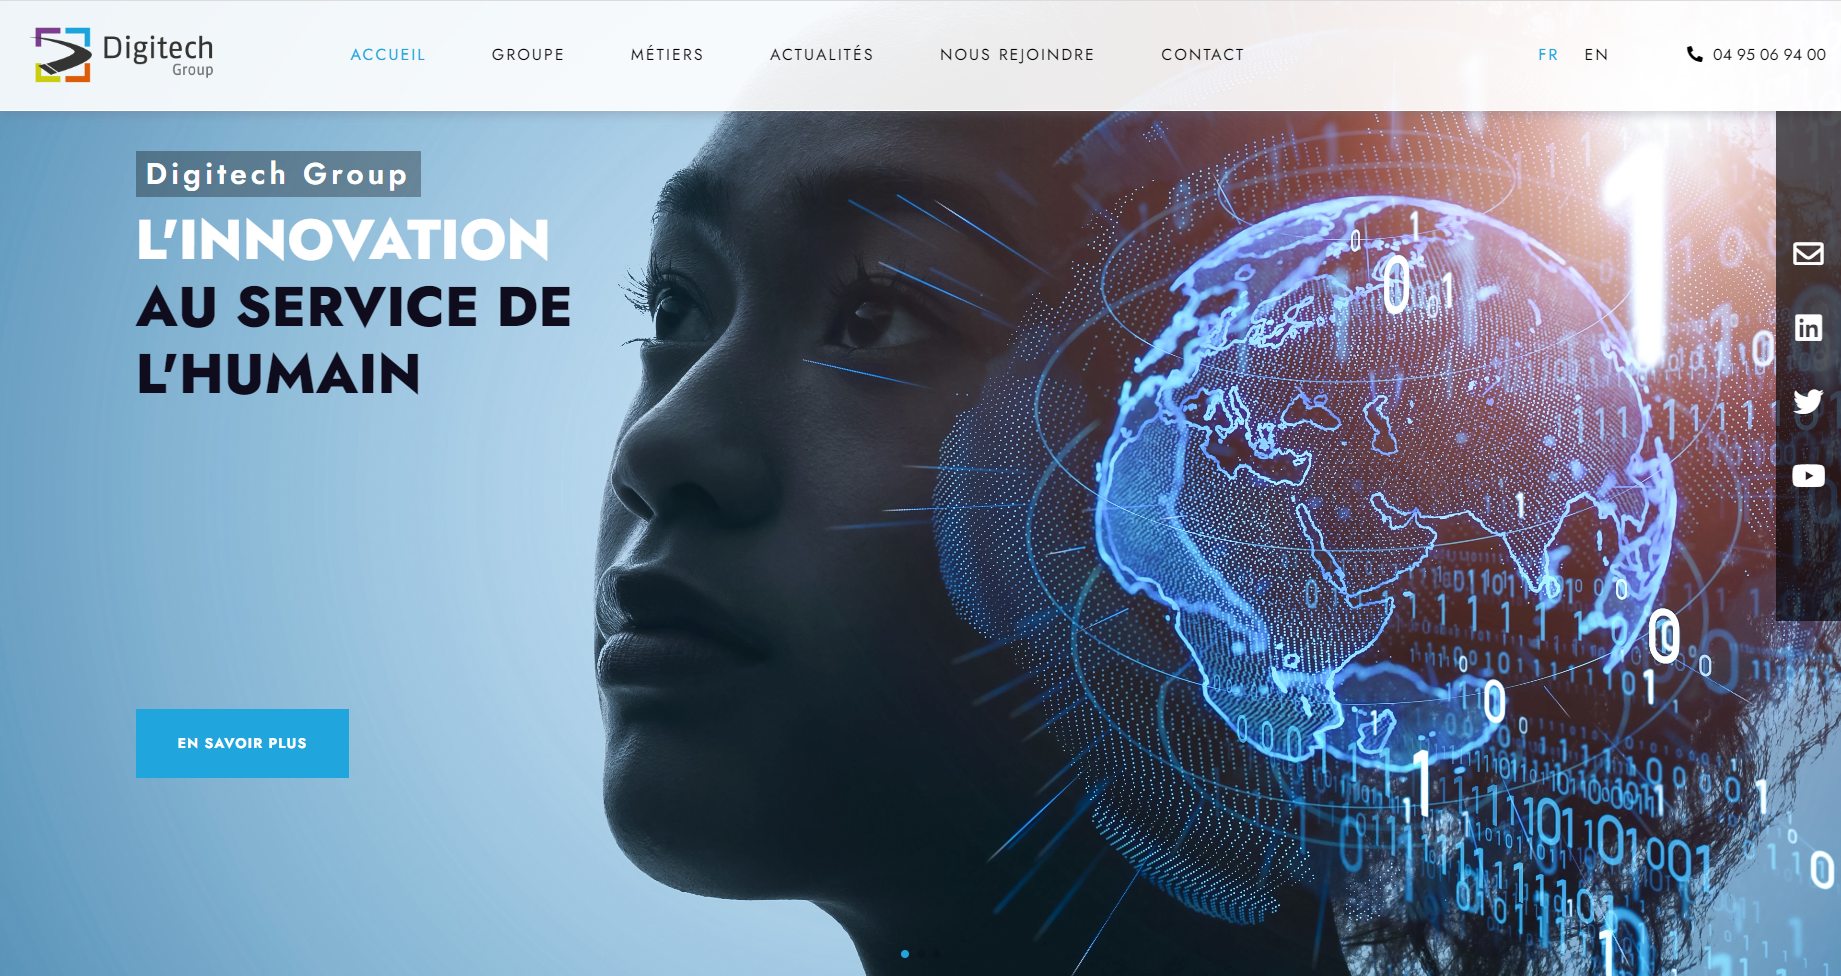 Digitech
Group
ACCUEIL
GROUPE
MÉTIERS
ACTUALITÉS
NOUS REJOINDRE
CONTACT
FR
EN
04 95 06 94 00
Digitech Group
L'INNOVATION
AU SERVICE DE
L'HUMAIN
EN SAVOIR PLUS